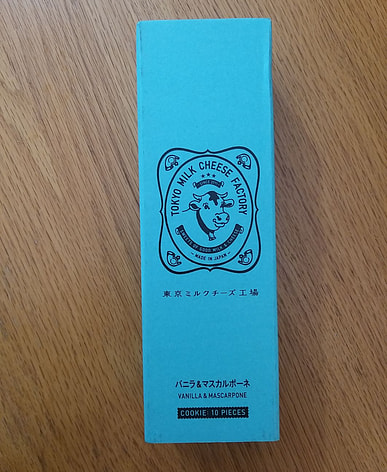 TOKYO MILK CHEESE FACTORY
SWEETS OF GOOD MILK & CHEESE
- MADE IN JAPAN -
東京ミルクチーズ工場
バニラ&マスカルポーネ
VANILLA & MASCARPONE
COOKIE: 10 PIECES